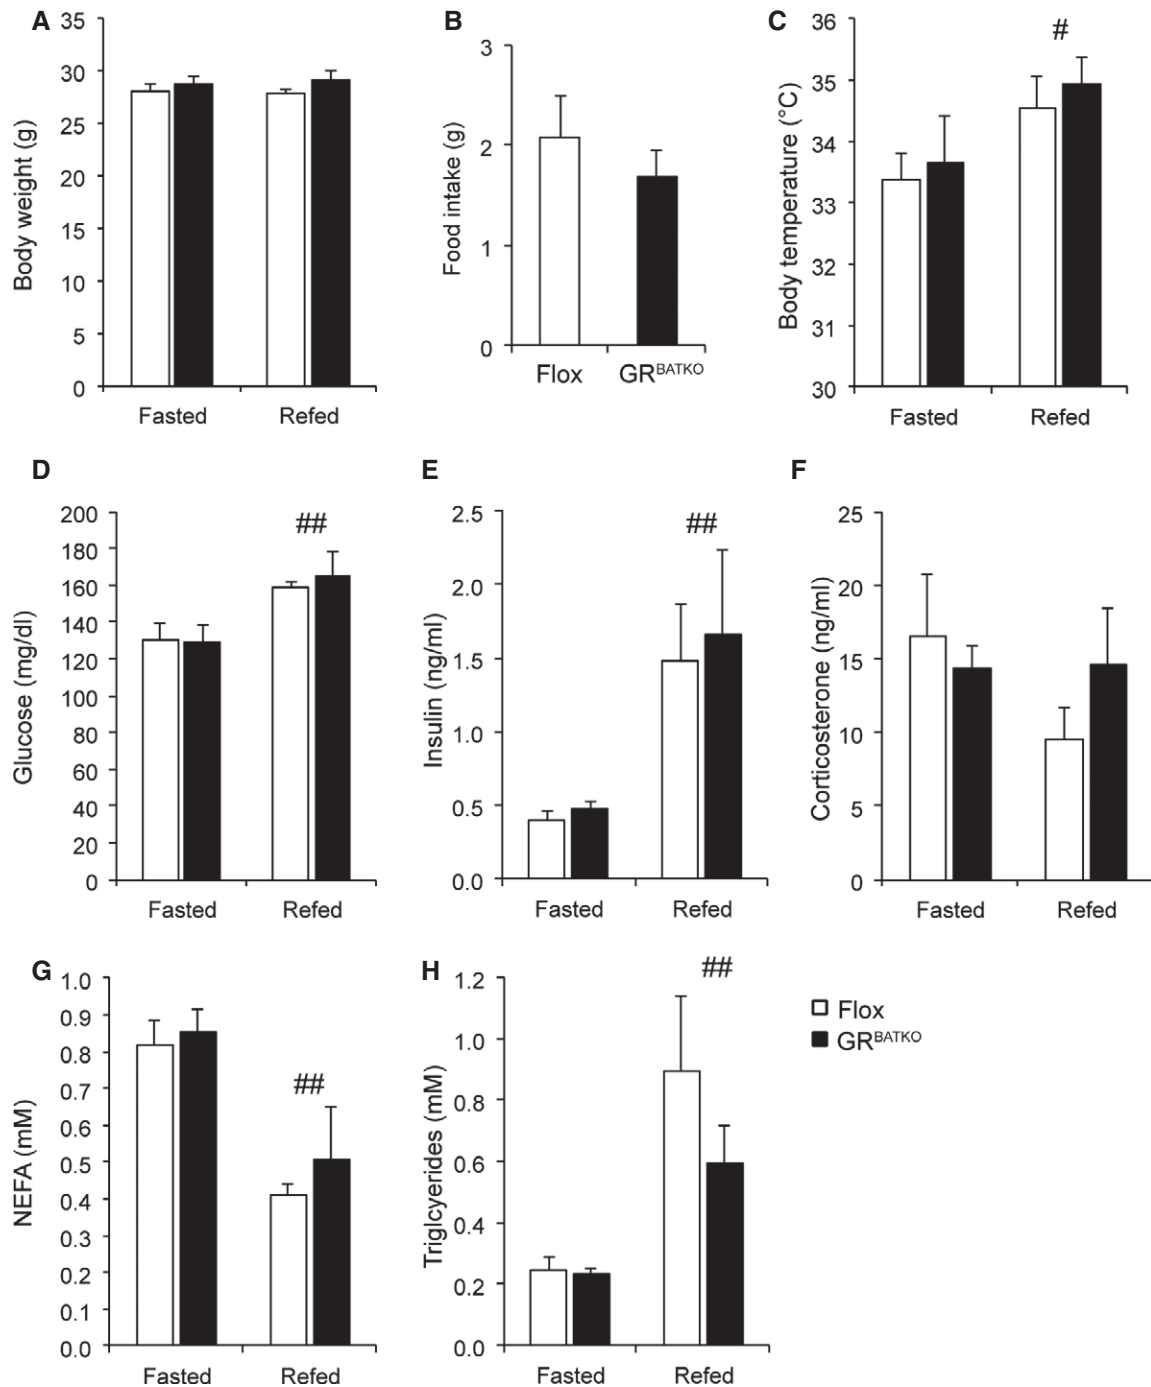 A
Body weight (g)
35
30
25
20
15
10
5
0
Fasted Refed
B
Food intake (g)
3
2
1
0
Flox GRBATKO
C
Body temperature (°C)
36
35
34
33
32
31
30
#
Fasted Refed
D
Glucose (mg/dl)
200
180
160
140
120
100
80
60
40
20
0
##
Fasted Refed
E
Insulin (ng/ml)
2.5
2.0
1.5
1.0
0.5
0.0
##
Fasted Refed
F
Corticosterone (ng/ml)
25
20
15
10
5
0
Fasted Refed
G
NEFA (mM)
1.0
0.9
0.8
0.7
0.6
0.5
0.4
0.3
0.2
0.1
0.0
##
Fasted Refed
H
Triglcyerides (mM)
1.2
1.0
0.8
0.6
0.4
0.2
0.0
##
Fasted Refed
Flox
GRBATKO